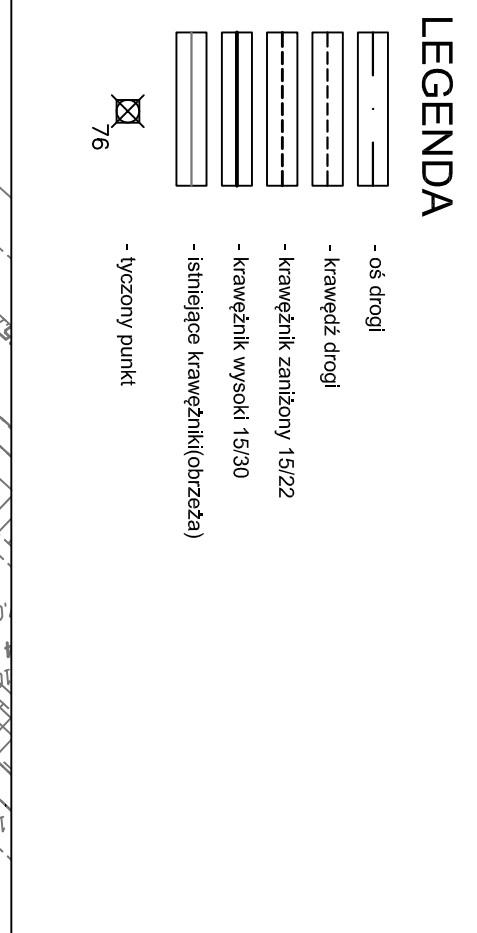 LEGENDA
- oś drogi
- krawędź drogi
- krawężnik zaniżony 15/22
- krawężnik wysoki 15/30
- istniejące krawężniki(obrzeża)
76
- tyczony punkt